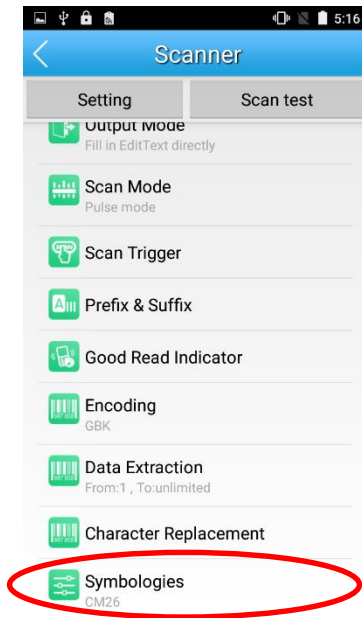 5:16
Scanner
Setting
Scan test
Output Mode
Fill in EditText directly
Scan Mode
Pulse mode
Scan Trigger
Prefix & Suffix
Good Read Indicator
Encoding
GBK
Data Extraction
From:1 , To:unlimited
Character Replacement
Symbologies
CM26